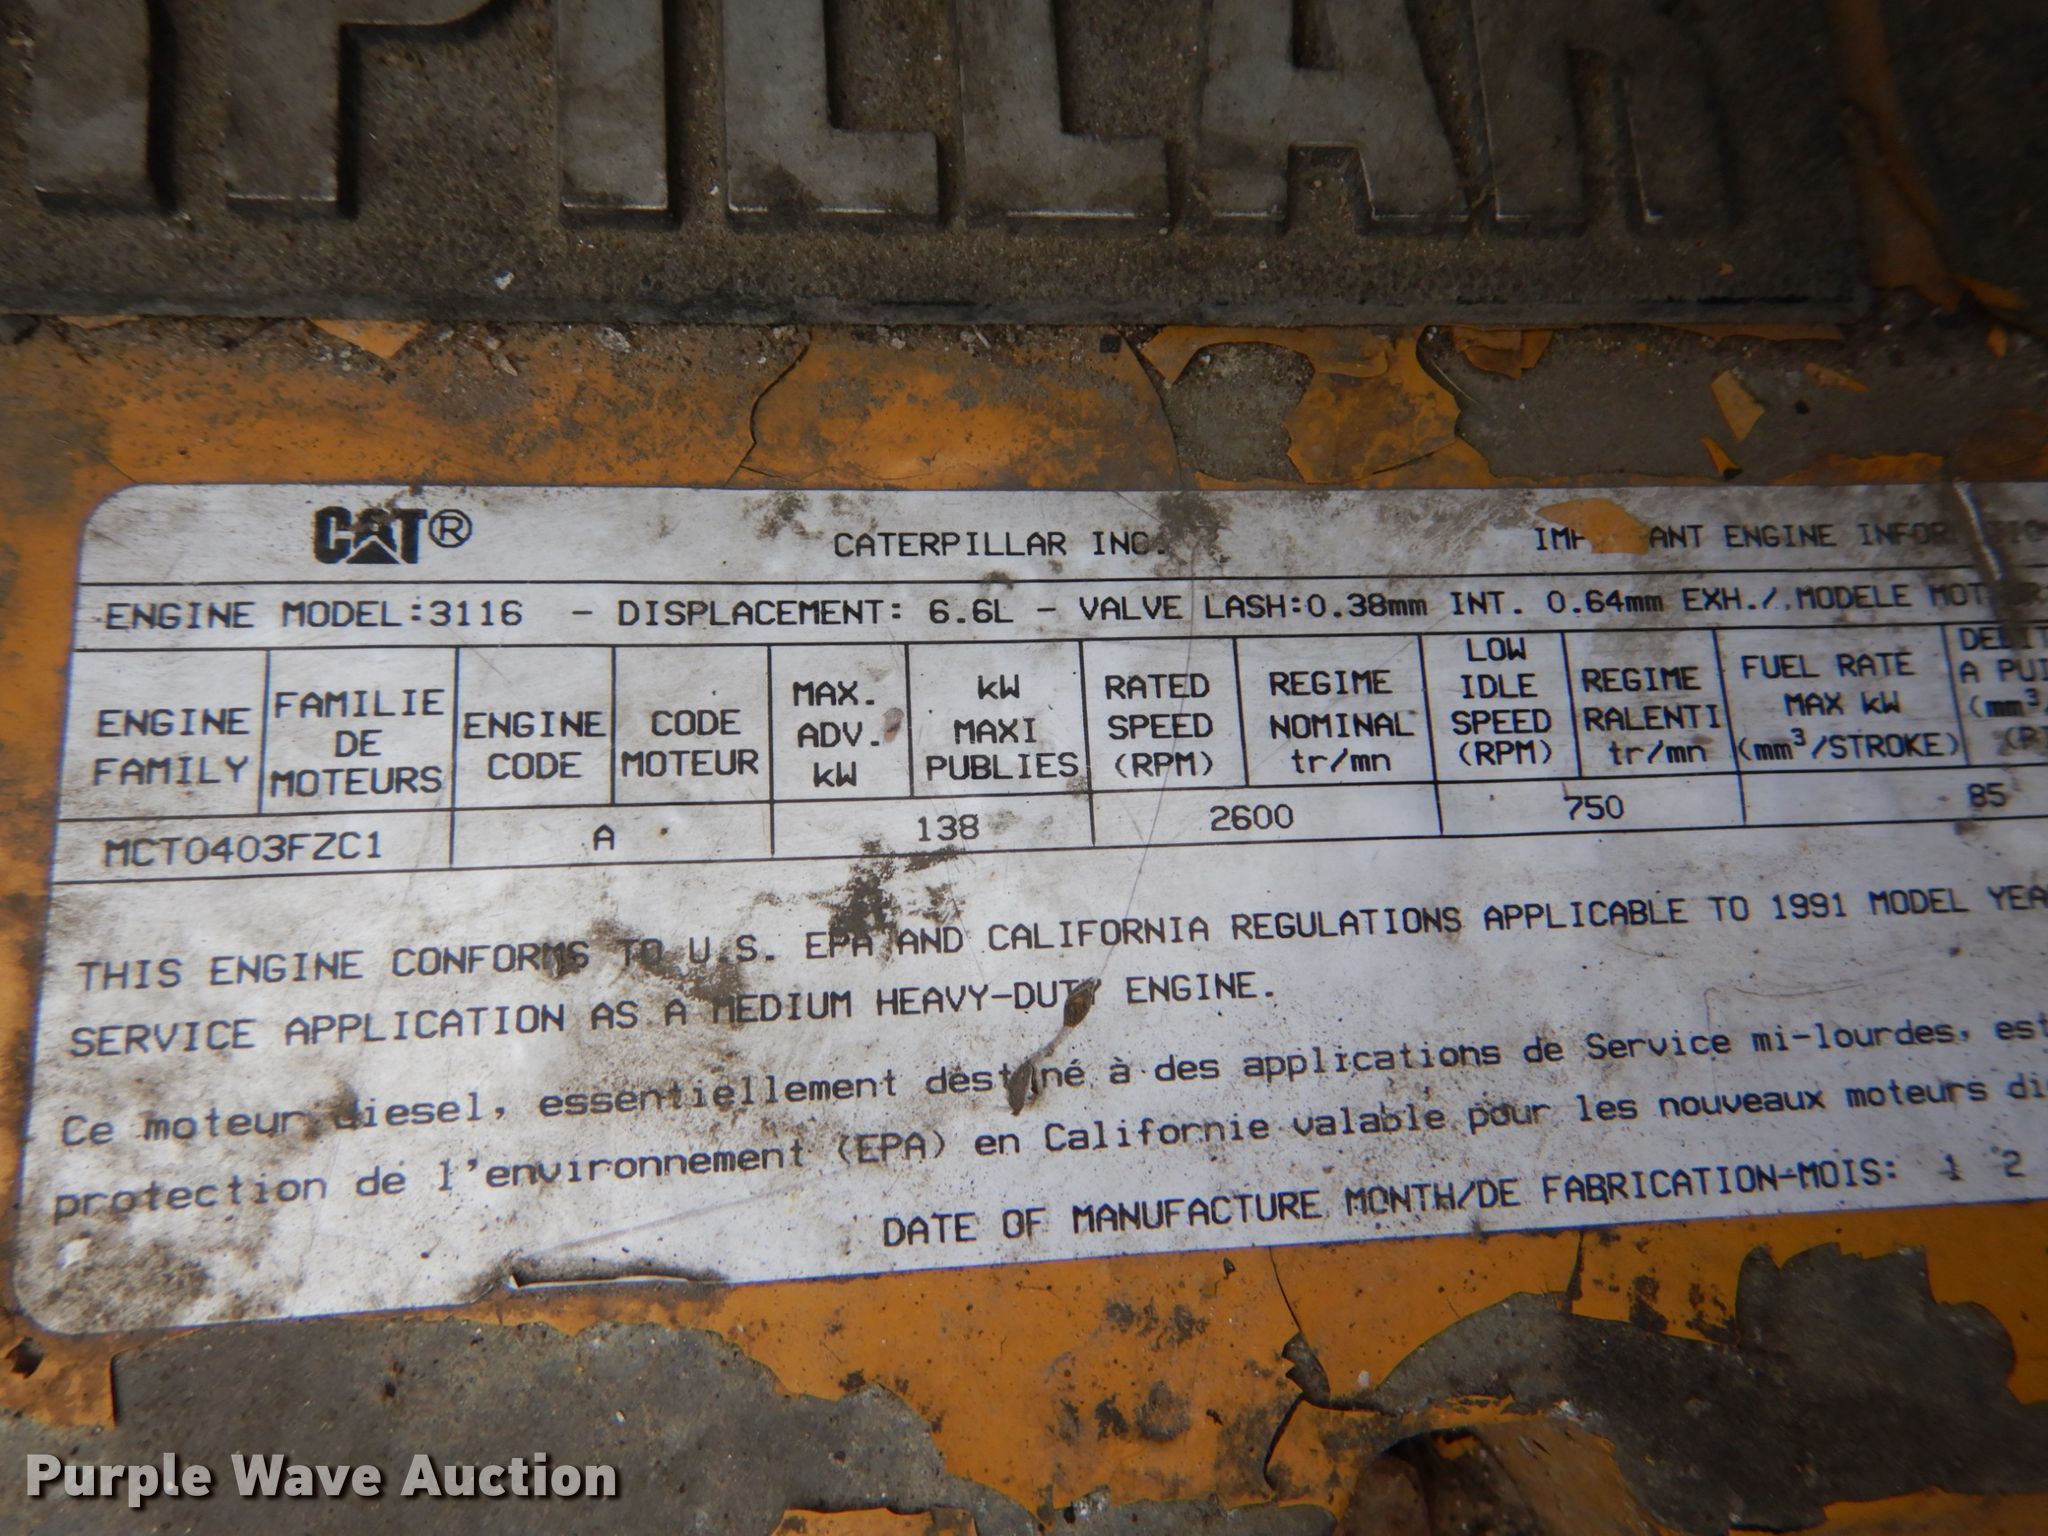 CAT®
CATERPILLAR INC.
ANT ENGINE
ENGINE MODEL:3116 - DISPLACEMENT: 6.6L - VALVE LASH:0.38mm INT. 0.64mm EXH./.MODELE
ENGINE FAMILY
FAMILIE DE MOTEURS
ENGINE CODE
CODE MOTEUR
MAX. ADV. kW
kW MAXI PUBLIES
RATED SPEED (RPM)
REGIME NOMINAL tr/mn
LOW IDLE SPEED (RPM)
REGIME RALENTI tr/mn
FUEL RATE MAX kW (mm³/STROKE)
A PUI
(mm³
MCT0403FZC1 A 138 2600 750 85
THIS ENGINE CONFORMS TO U.S. EPA AND CALIFORNIA REGULATIONS APPLICABLE TO 1991 MODEL YEA
SERVICE APPLICATION AS A MEDIUM HEAVY-DUTY ENGINE.
Ce moteur diesel, essentiellement destiné à des applications de Service mi-lourdes, est
protection de l'environnement (EPA) en Californie valable pour les nouveaux moteurs di
DATE OF MANUFACTURE MONTH/DE FABRICATION-MOIS: 1 2
Purple Wave Auction